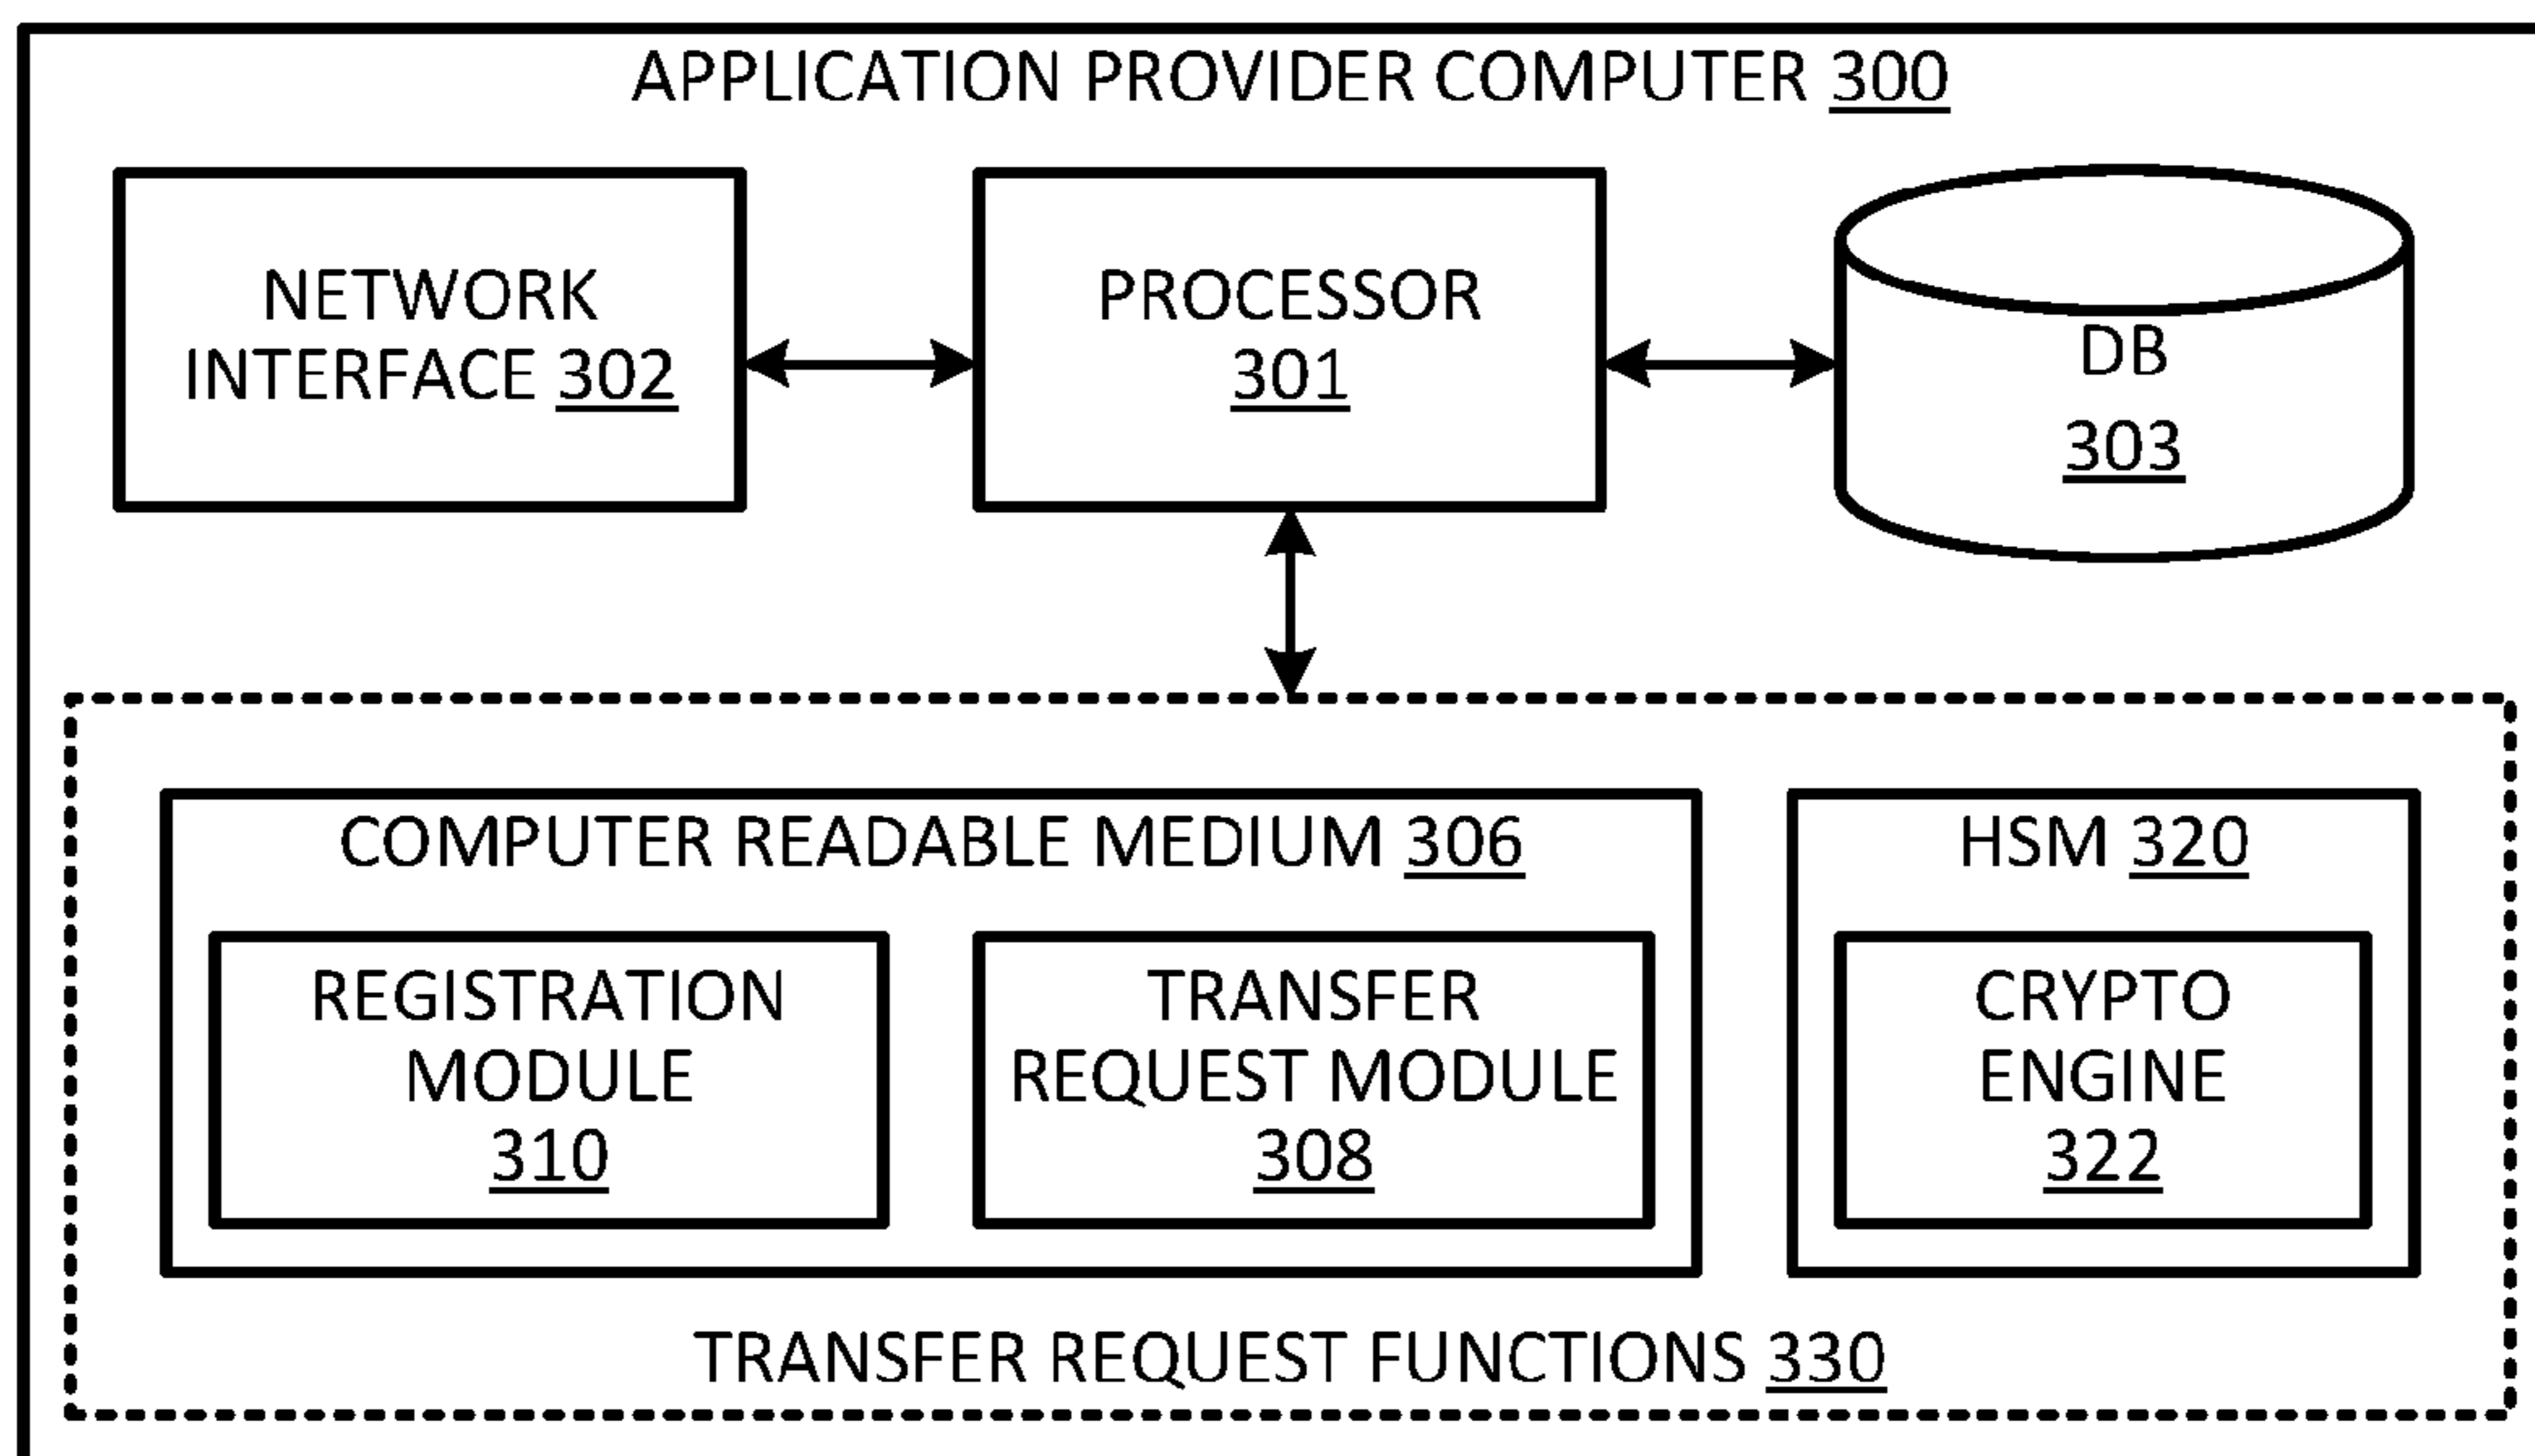 APPLICATION PROVIDER COMPUTER 300
NETWORK
INTERFACE 302
PROCESSOR
301
DB
303
COMPUTER READABLE MEDIUM 306
REGISTRATION
MODULE
310
TRANSFER
REQUEST MODULE
308
HSM 320
CRYPTO
ENGINE
322
TRANSFER REQUEST FUNCTIONS 330